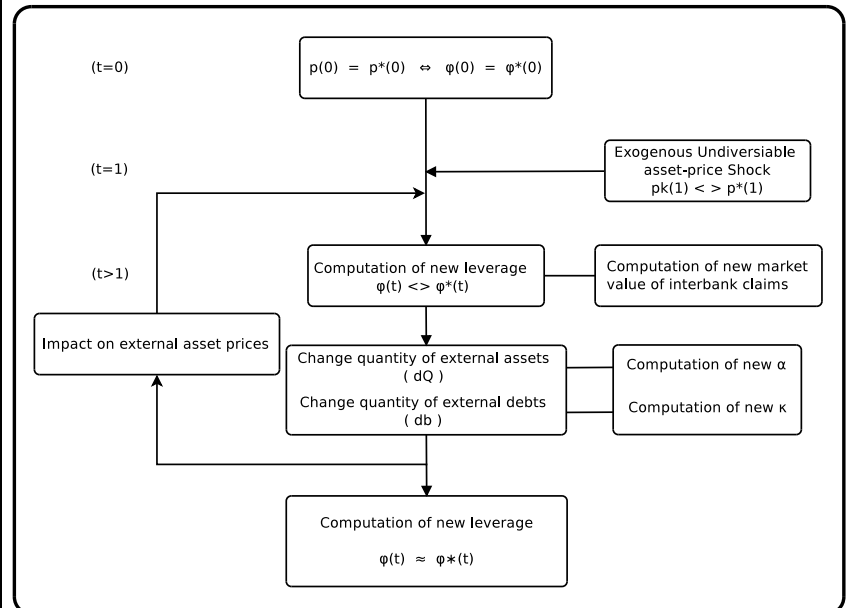 (t=0)
p(0) = p*(0) ⇔ φ(0) = φ*(0)
(t=1)
Exogenous Undiversiable
asset-price Shock
pk(1) < > p*(1)
(t>1)
Computation of new leverage
φ(t) <> φ*(t)
Computation of new market
value of interbank claims
Impact on external asset prices
Change quantity of external assets
( dQ )
Change quantity of external debts
( db )
Computation of new α
Computation of new κ
Computation of new leverage
φ(t) ≈ φ∗(t)